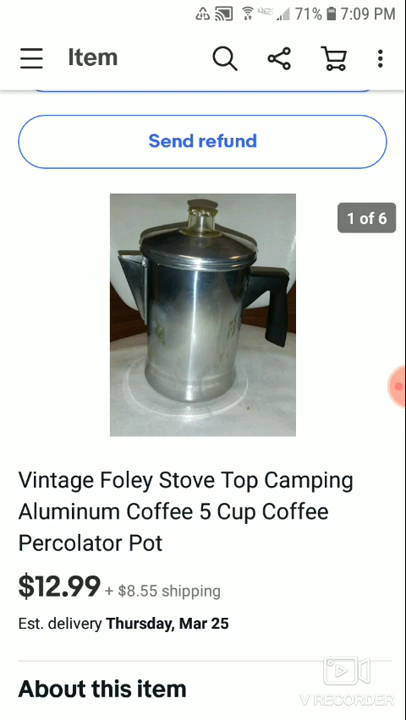 71% 7:09 PM
Item
Send refund
1 of 6
Vintage Foley Stove Top Camping
Aluminum Coffee 5 Cup Coffee
Percolator Pot
$12.99 + $8.55 shipping
Est. delivery Thursday, Mar 25
About this item
V RECORDER